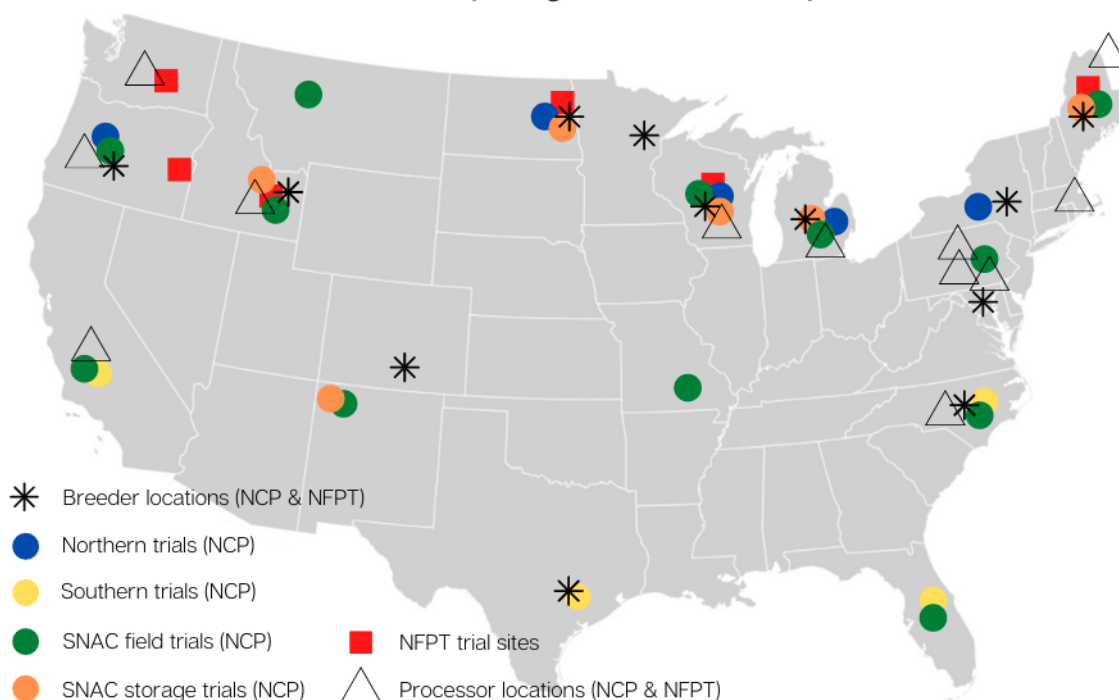 Breeder locations (NCP & NFPT)
Northern trials (NCP)
Southern trials (NCP)
SNAC field trials (NCP)
NFPT trial sites
SNAC storage trials (NCP)
Processor locations (NCP & NFPT)